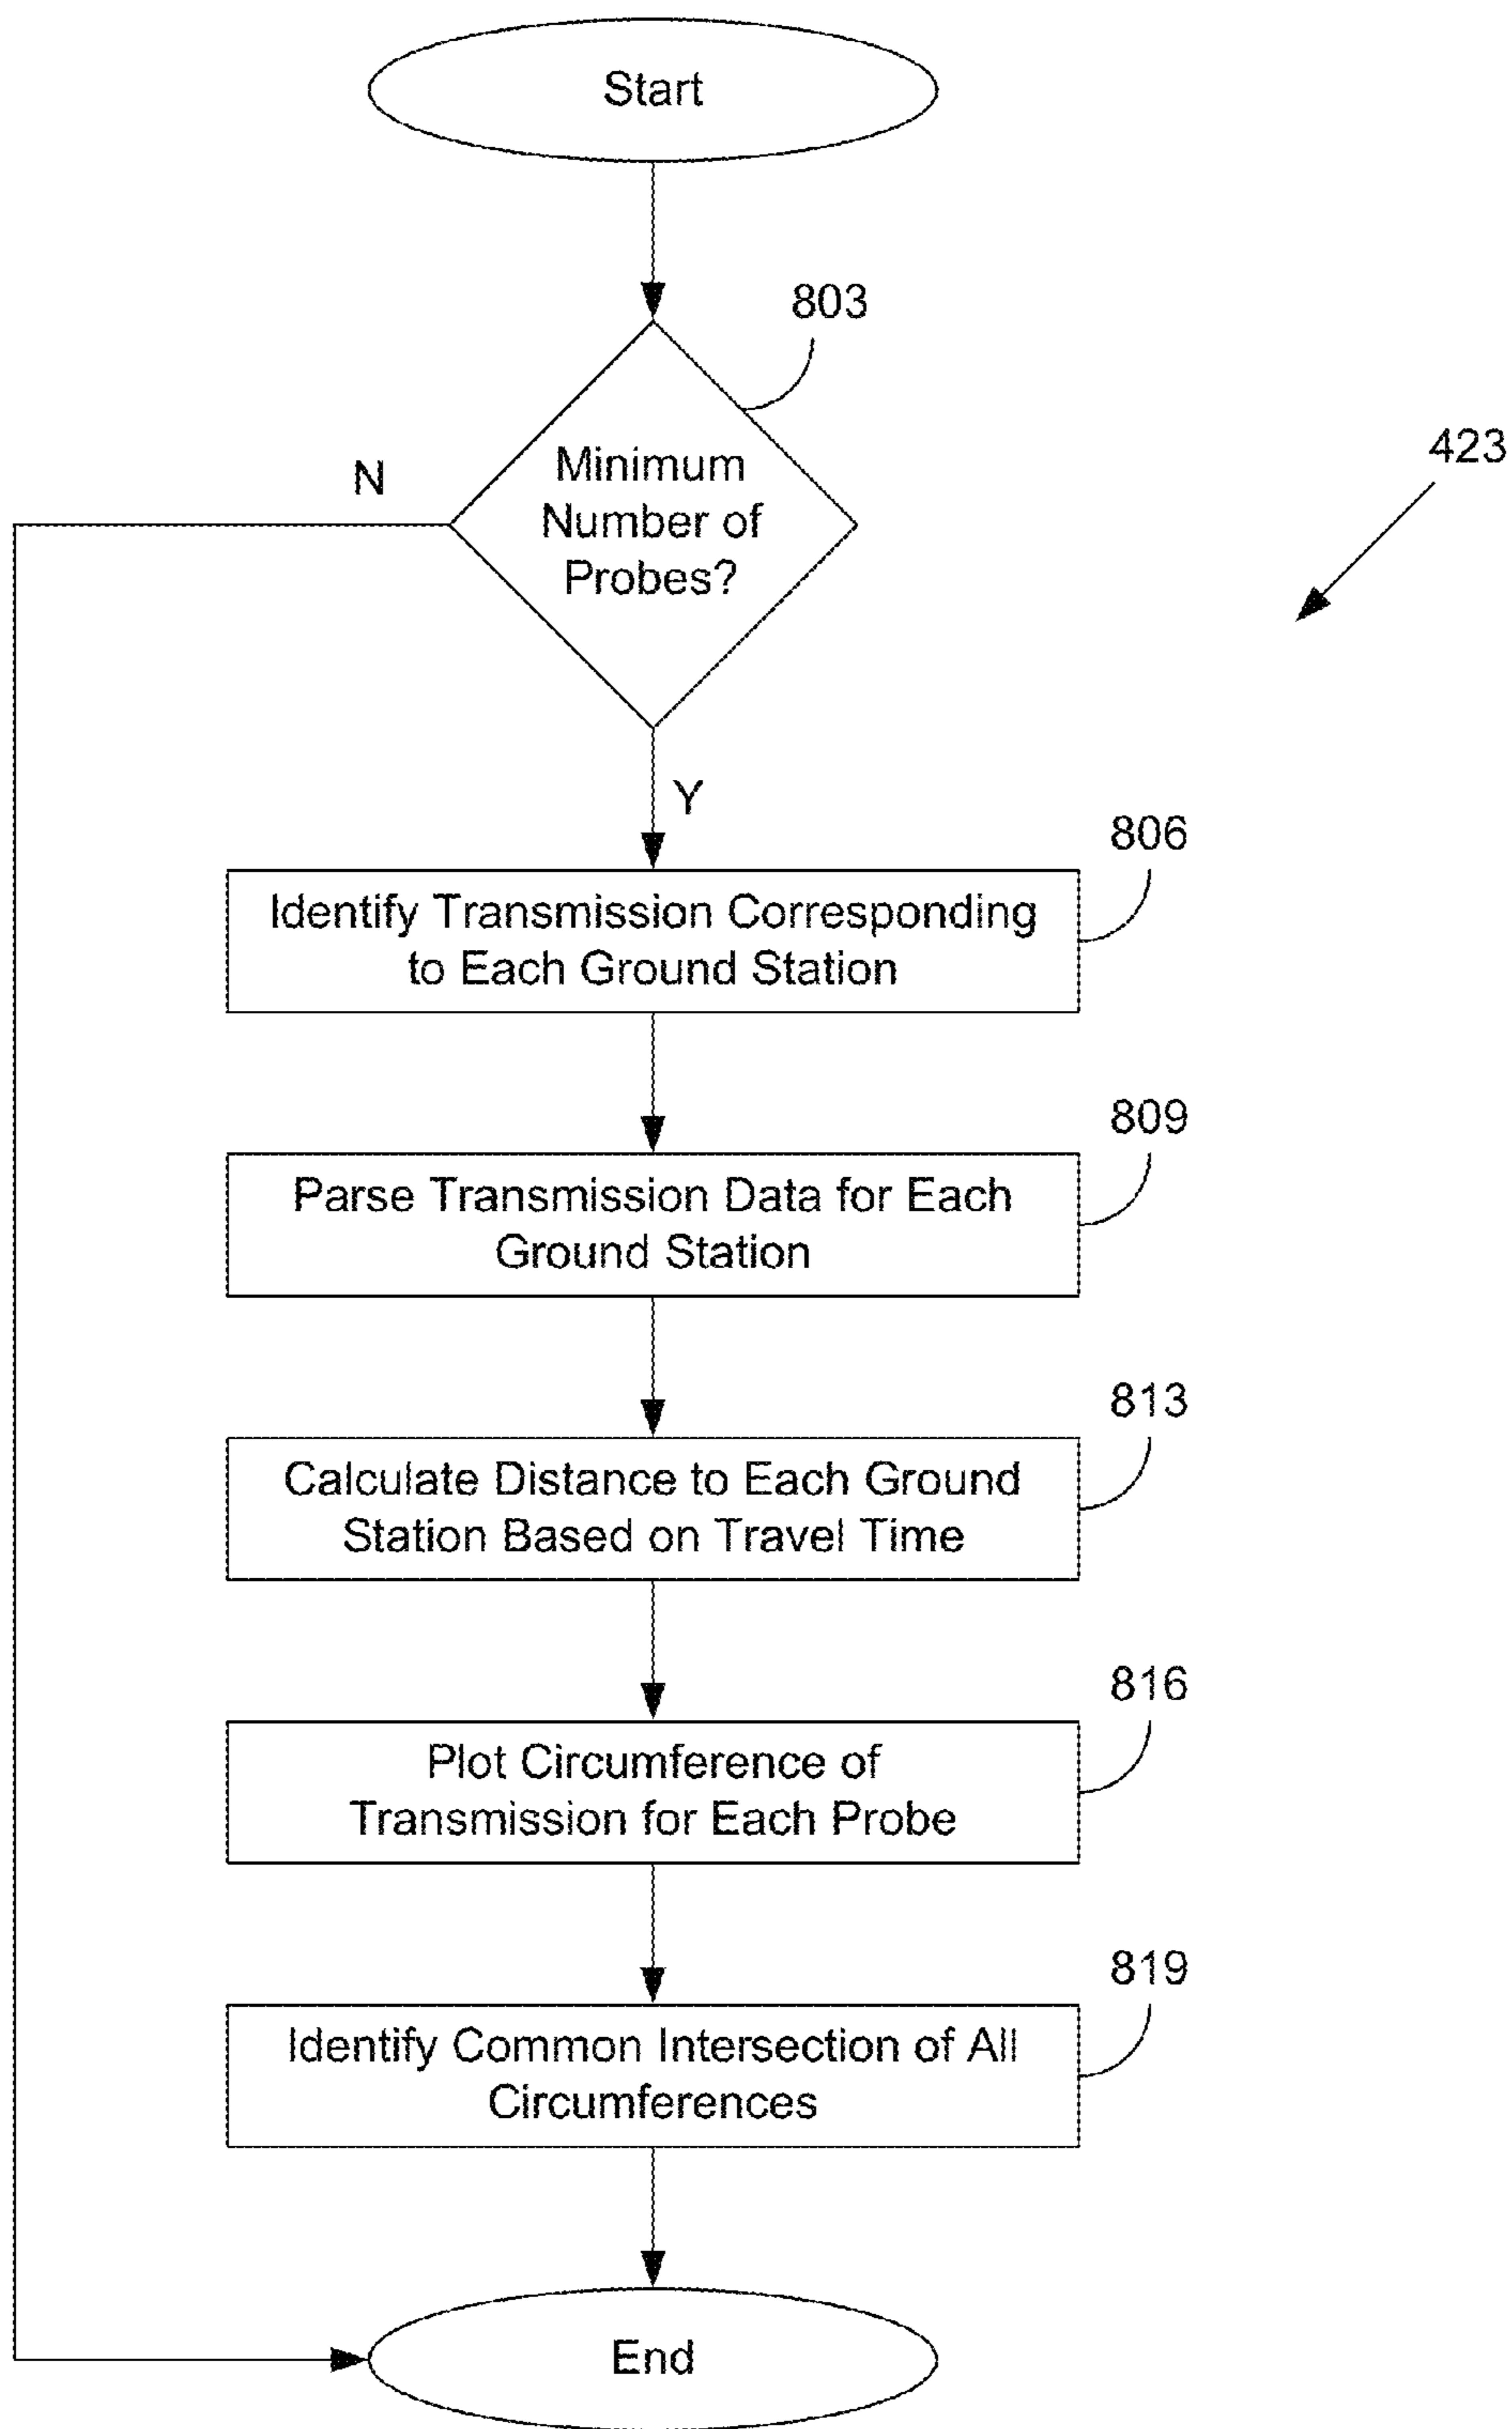 Start
803
Minimum
Number of
Probes?
N
423
Y
806
Identify Transmission Corresponding
to Each Ground Station
809
Parse Transmission Data for Each
Ground Station
813
Calculate Distance to Each Ground
Station Based on Travel Time
816
Plot Circumference of
Transmission for Each Probe
819
Identify Common Intersection of All
Circumferences
End